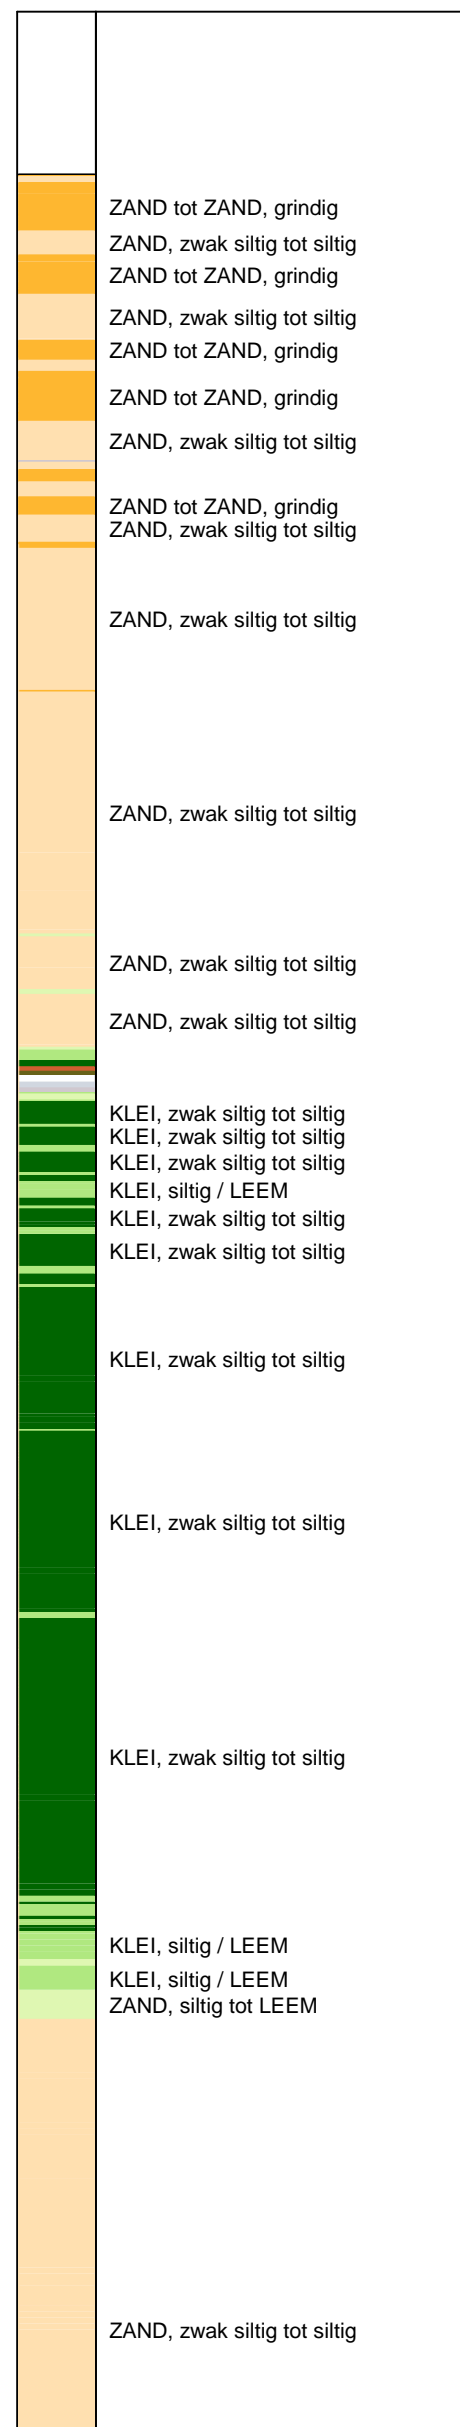 ZAND tot ZAND, grindig
ZAND, zwak siltig tot siltig
ZAND tot ZAND, grindig
ZAND, zwak siltig tot siltig
ZAND tot ZAND, grindig
ZAND tot ZAND, grindig
ZAND, zwak siltig tot siltig
ZAND tot ZAND, grindig
ZAND, zwak siltig tot siltig
ZAND, zwak siltig tot siltig
ZAND, zwak siltig tot siltig
ZAND, zwak siltig tot siltig
ZAND, zwak siltig tot siltig
KLEI, zwak siltig tot siltig
KLEI, zwak siltig tot siltig
KLEI, zwak siltig tot siltig
KLEI, siltig / LEEM
KLEI, zwak siltig tot siltig
KLEI, zwak siltig tot siltig
KLEI, zwak siltig tot siltig
KLEI, zwak siltig tot siltig
KLEI, zwak siltig tot siltig
KLEI, siltig / LEEM
KLEI, siltig / LEEM
ZAND, siltig tot LEEM
ZAND, zwak siltig tot siltig